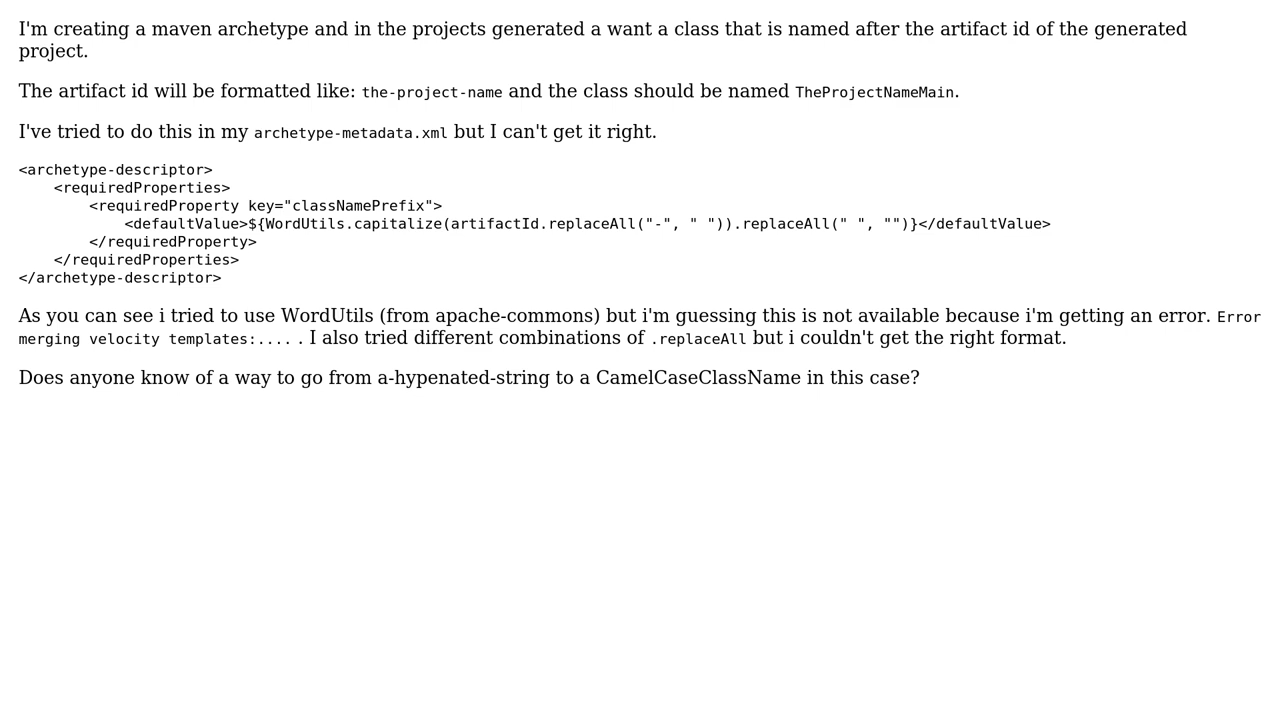 I'm creating a maven archetype and in the projects generated a want a class that is named after the artifact id of the generated
project.
The artifact id will be formatted like: the-project-name and the class should be named TheProjectNameMain.
I've tried to do this in my archetype-metadata.xml but I can't get it right.
<archetype-descriptor>
    <requiredProperties>
        <requiredProperty key="classNamePrefix">
            <defaultValue>${WordUtils.capitalize(artifactId.replaceAll("-", " ")).replaceAll(" ", "")}</defaultValue>
        </requiredProperty>
    </requiredProperties>
</archetype-descriptor>
As you can see i tried to use WordUtils (from apache-commons) but i'm guessing this is not available because i'm getting an error. Error
merging velocity templates:.... . I also tried different combinations of .replaceAll but i couldn't get the right format.
Does anyone know of a way to go from a-hypenated-string to a CamelCaseClassName in this case?